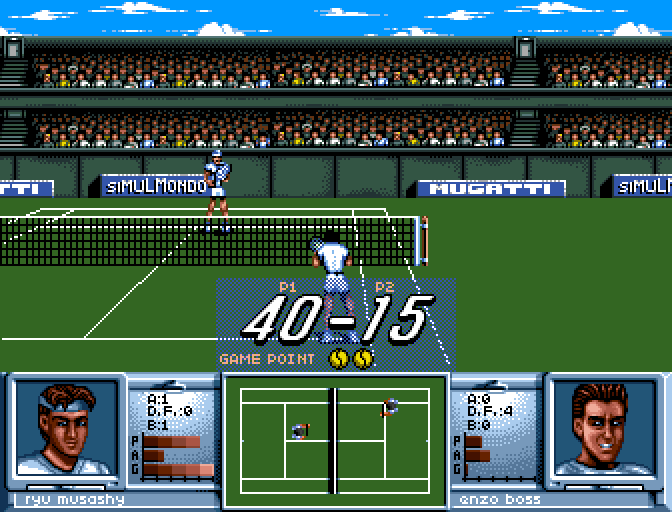 TTI
SIMULMONDO
MUGATTI
SIMULM
P1 P2
40-15
GAME POINT
A:1
D.F.:0
B:1
P
A
G
A:0
D.F.:4
B:0
P
A
G
ryu musashy
enzo boss